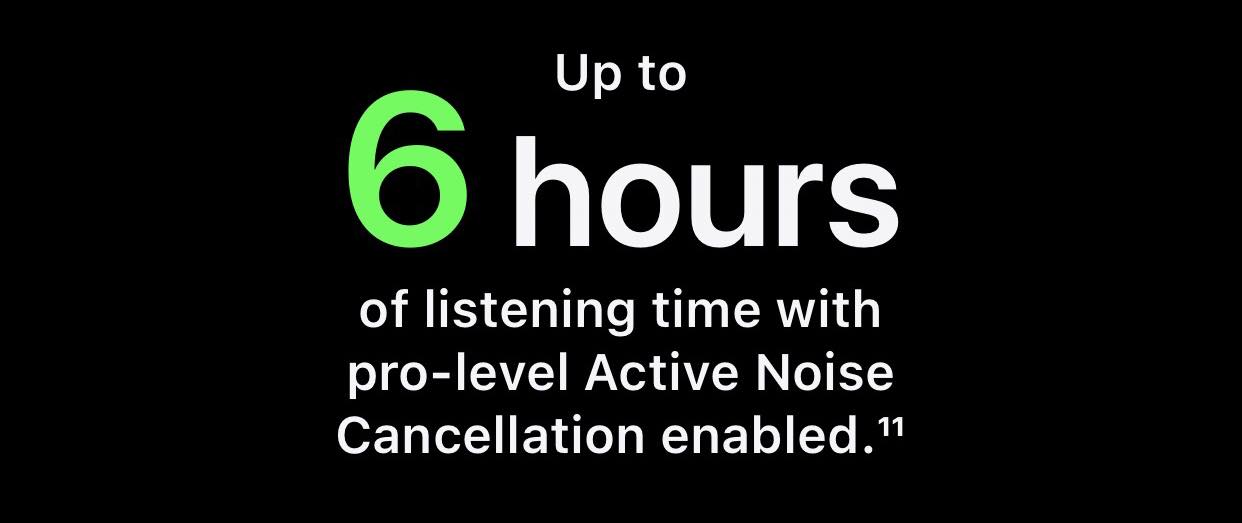 Up to
6 hours
of listening time with
pro-level Active Noise
Cancellation enabled.¹¹